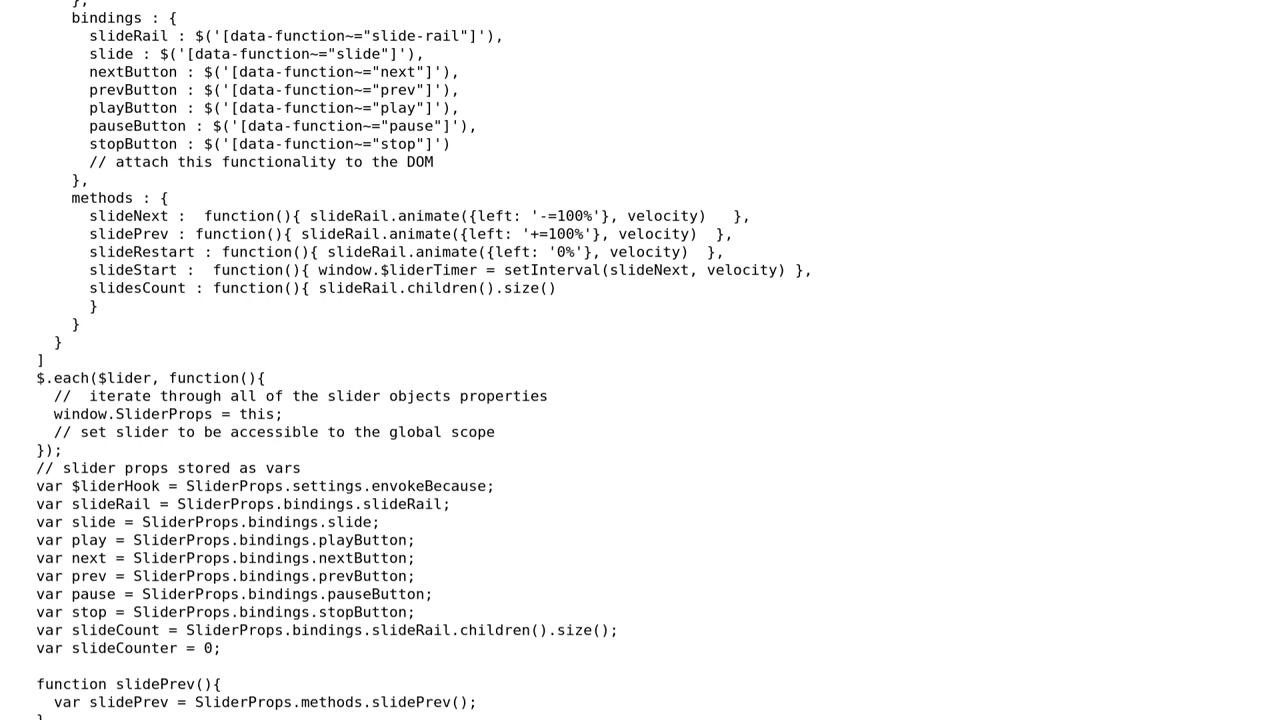 },
bindings : {
slideRail : $('[data-function~="slide-rail"]'),
slide : $('[data-function~="slide"]'),
nextButton : $('[data-function~="next"]'),
prevButton : $('[data-function~="prev"]'),
playButton : $('[data-function~="play"]'),
pauseButton : $('[data-function~="pause"]'),
stopButton : $('[data-function~="stop"]')
// attach this functionality to the DOM
},
methods : {
slideNext :  function(){ slideRail.animate({left: '-=100%'}, velocity)   },
slidePrev : function(){ slideRail.animate({left: '+=100%'}, velocity)  },
slideRestart : function(){ slideRail.animate({left: '0%'}, velocity)  },
slideStart :  function(){ window.$liderTimer = setInterval(slideNext, velocity) },
slidesCount : function(){ slideRail.children().size()
}
}
}
]
$.each($lider, function(){
//  iterate through all of the slider objects properties
window.SliderProps = this;
// set slider to be accessible to the global scope
});
// slider props stored as vars
var $liderHook = SliderProps.settings.envokeBecause;
var slideRail = SliderProps.bindings.slideRail;
var slide = SliderProps.bindings.slide;
var play = SliderProps.bindings.playButton;
var next = SliderProps.bindings.nextButton;
var prev = SliderProps.bindings.prevButton;
var pause = SliderProps.bindings.pauseButton;
var stop = SliderProps.bindings.stopButton;
var slideCount = SliderProps.bindings.slideRail.children().size();
var slideCounter = 0;
function slidePrev(){
var slidePrev = SliderProps.methods.slidePrev();
}